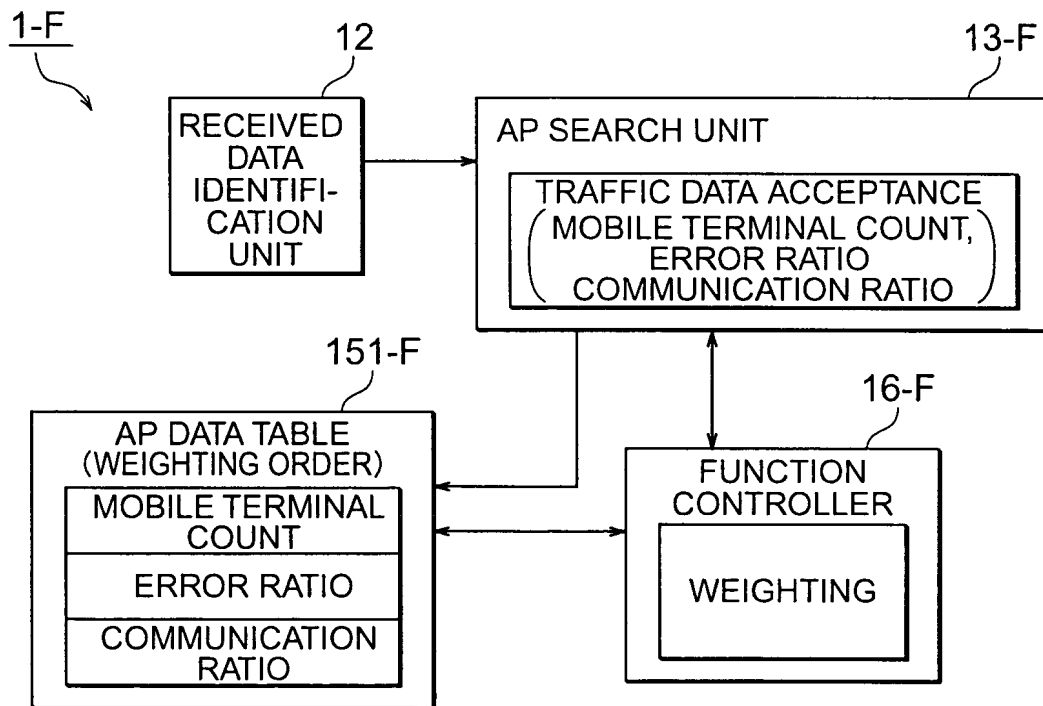 1-F
12
13-F
RECEIVED
DATA
IDENTIFI-
CATION
UNIT
AP SEARCH UNIT
TRAFFIC DATA ACCEPTANCE
(MOBILE TERMINAL COUNT,
ERROR RATIO
COMMUNICATION RATIO)
151-F
AP DATA TABLE
(WEIGHTING ORDER)
MOBILE TERMINAL
COUNT
ERROR RATIO
COMMUNICATION
RATIO
16-F
FUNCTION
CONTROLLER
WEIGHTING